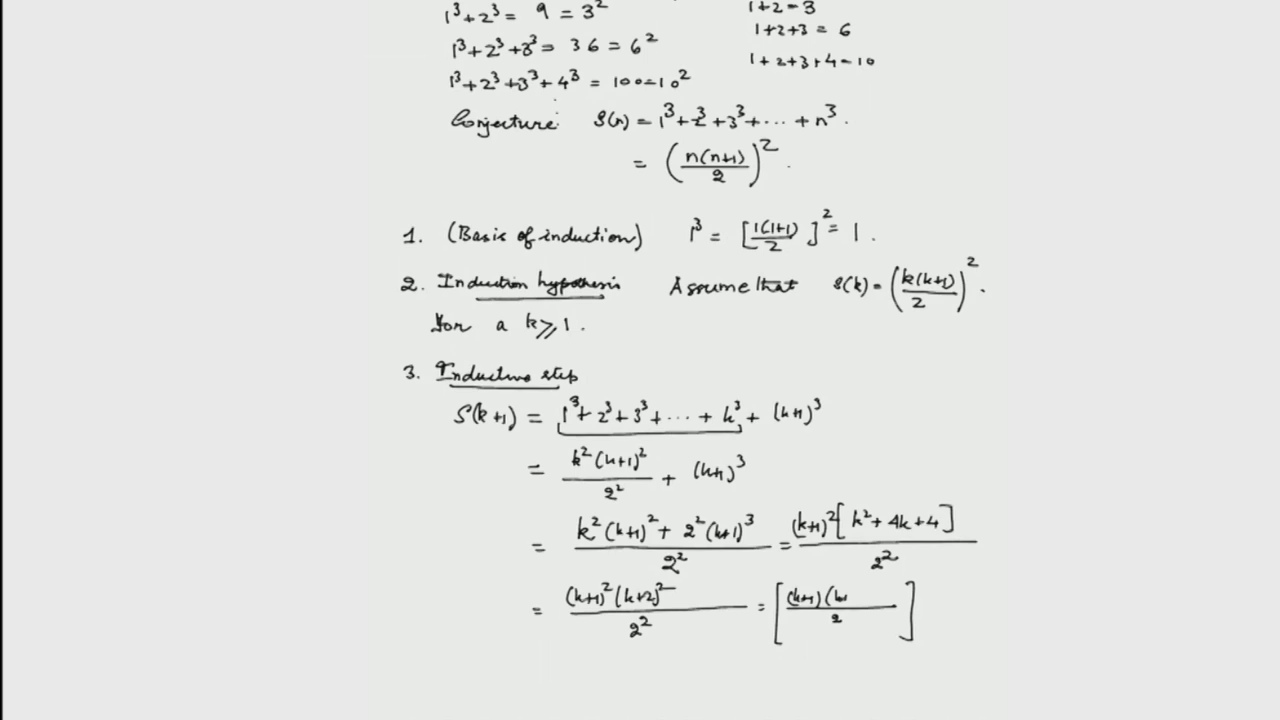 1³+2³ = 9 = 3²
1+2=3
1³+2³+3³= 36 = 6²
1+2+3 = 6
1³+2³+3³+4³ = 100=10²
1+2+3+4=10
Conjecture S(n) = 1³+2³+3³+⋯+n³.
= (n(n+1)/2)².
1. (Basis of induction) 1³ = [1(1+1)/2]² = 1.
2. Induction hypothesis Assume that S(k) = (k(k+1)/2)².
for a k⩾1.
3. Inductive step
S(k+1) = 1³+2³+3³+⋯+k³+(k+1)³
= k²(k+1)²/2² + (k+1)³
= k²(k+1)²+2²(k+1)³/2² = (k+1)²[k²+4k+4]/2²
= (k+1)²(k+2)²/2² = [(k+1)(k+/2]